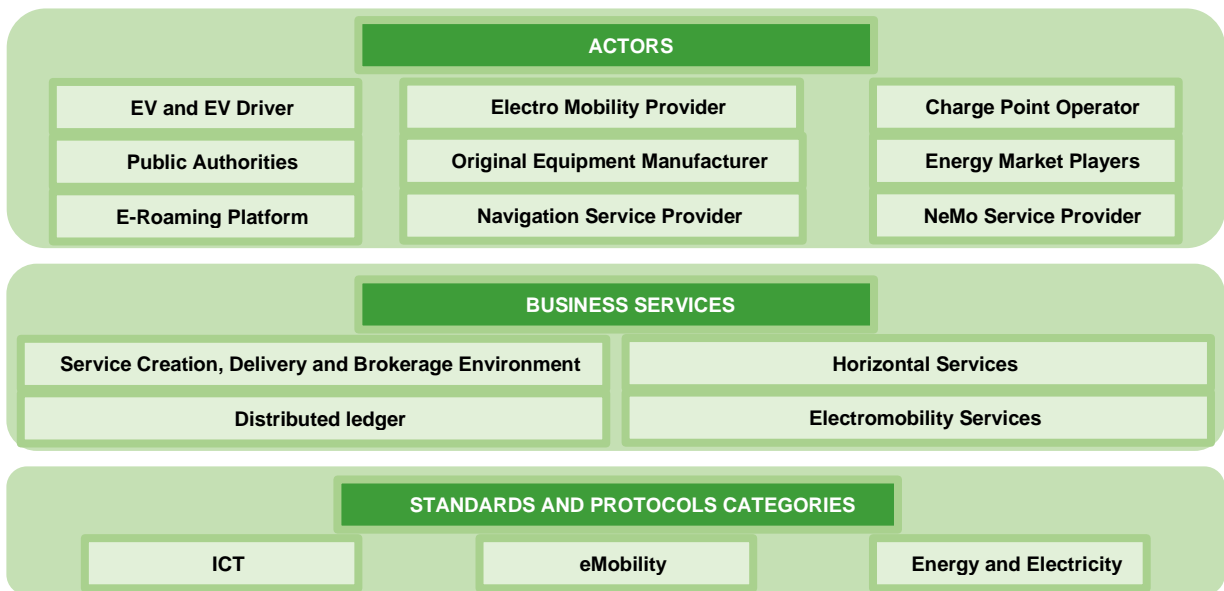 ACTORS
EV and EV Driver
Electro Mobility Provider
Charge Point Operator
Public Authorities
Original Equipment Manufacturer
Energy Market Players
E-Roaming Platform
Navigation Service Provider
NeMo Service Provider
BUSINESS SERVICES
Service Creation, Delivery and Brokerage Environment
Horizontal Services
Distributed ledger
Electromobility Services
STANDARDS AND PROTOCOLS CATEGORIES
ICT
eMobility
Energy and Electricity